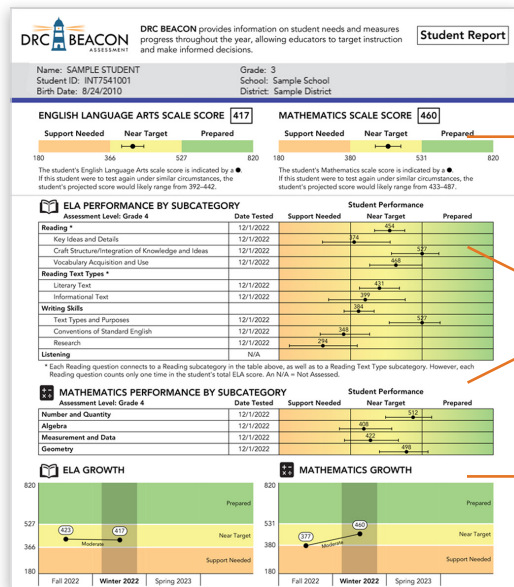 DRC BEACON
ASSESSMENT
DRC BEACON provides information on student needs and measures
progress throughout the year, allowing educators to target instruction
and make informed decisions.
Student Report
Name: SAMPLE STUDENT
Student ID: INT7541001
Birth Date: 8/24/2010
Grade: 3
School: Sample School
District: Sample District
ENGLISH LANGUAGE ARTS SCALE SCORE 417
Support Needed Near Target Prepared
180 366 527 820
The student's English Language Arts scale score is indicated by a ●.
If this student were to test again under similar circumstances, the
student's projected score would likely range from 392–442.
MATHEMATICS SCALE SCORE 460
Support Needed Near Target Prepared
180 380 531 820
The student's Mathematics scale score is indicated by a ●.
If this student were to test again under similar circumstances, the
student's projected score would likely range from 433–487.
ELA PERFORMANCE BY SUBCATEGORY Student Performance
Assessment Level: Grade 4 Date Tested Support Needed Near Target Prepared
Reading * 12/1/2022 454
Key Ideas and Details 12/1/2022 374
Craft Structure/Integration of Knowledge and Ideas 12/1/2022 527
Vocabulary Acquisition and Use 12/1/2022 468
Reading Text Types *
Literary Text 12/1/2022 431
Informational Text 12/1/2022 399
Writing Skills 12/1/2022 384
Text Types and Purposes 12/1/2022 527
Conventions of Standard English 12/1/2022 348
Research 12/1/2022 294
Listening N/A
* Each Reading question connects to a Reading subcategory in the table above, as well as to a Reading Text Type subcategory. However, each
Reading question counts only one time in the student's total ELA score. An N/A = Not Assessed.
MATHEMATICS PERFORMANCE BY SUBCATEGORY Student Performance
Assessment Level: Grade 4 Date Tested Support Needed Near Target Prepared
Number and Quantity 12/1/2022 512
Algebra 12/1/2022 408
Measurement and Data 12/1/2022 422
Geometry 12/1/2022 498
ELA GROWTH
820
Prepared
527
423 417
Moderate
Near Target
366
Support Needed
180
Fall 2022 Winter 2022 Spring 2023
MATHEMATICS GROWTH
820
Prepared
531
460
377
Moderate
Near Target
380
Support Needed
180
Fall 2022 Winter 2022 Spring 2023